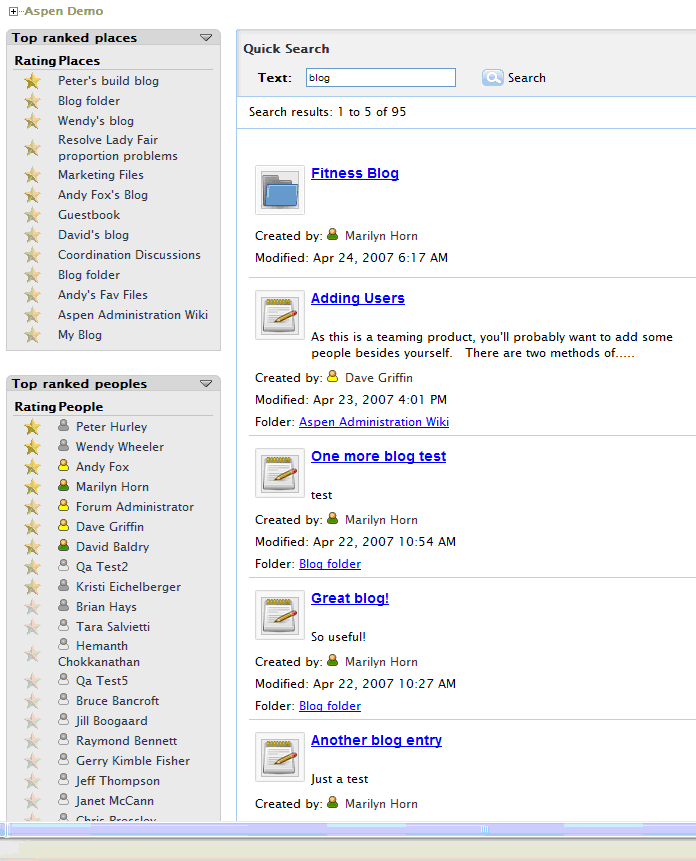 Aspen Demo
Top ranked places
Rating Places
Peter's build blog
Blog folder
Wendy's blog
Resolve Lady Fair
proportion problems
Marketing Files
Andy Fox's Blog
Guestbook
David's blog
Coordination Discussions
Blog folder
Andy's Fav Files
Aspen Administration Wiki
My Blog
Top ranked peoples
Rating People
Peter Hurley
Wendy Wheeler
Andy Fox
Marilyn Horn
Forum Administrator
Dave Griffin
David Baldry
Qa Test2
Kristi Eichelberger
Brian Hays
Tara Salvietti
Hemanth
Chokkanathan
Qa Test5
Bruce Bancroft
Jill Boogaard
Raymond Bennett
Gerry Kimble Fisher
Jeff Thompson
Janet McCann
Chris Pressley
Quick Search
Text: blog Search
Search results: 1 to 5 of 95
Fitness Blog
Created by: Marilyn Horn
Modified: Apr 24, 2007 6:17 AM
Adding Users
As this is a teaming product, you'll probably want to add some
people besides yourself. There are two methods of.....
Created by: Dave Griffin
Modified: Apr 23, 2007 4:01 PM
Folder: Aspen Administration Wiki
One more blog test
test
Created by: Marilyn Horn
Modified: Apr 22, 2007 10:54 AM
Folder: Blog folder
Great blog!
So useful!
Created by: Marilyn Horn
Modified: Apr 22, 2007 10:27 AM
Folder: Blog folder
Another blog entry
Just a test
Created by: Marilyn Horn